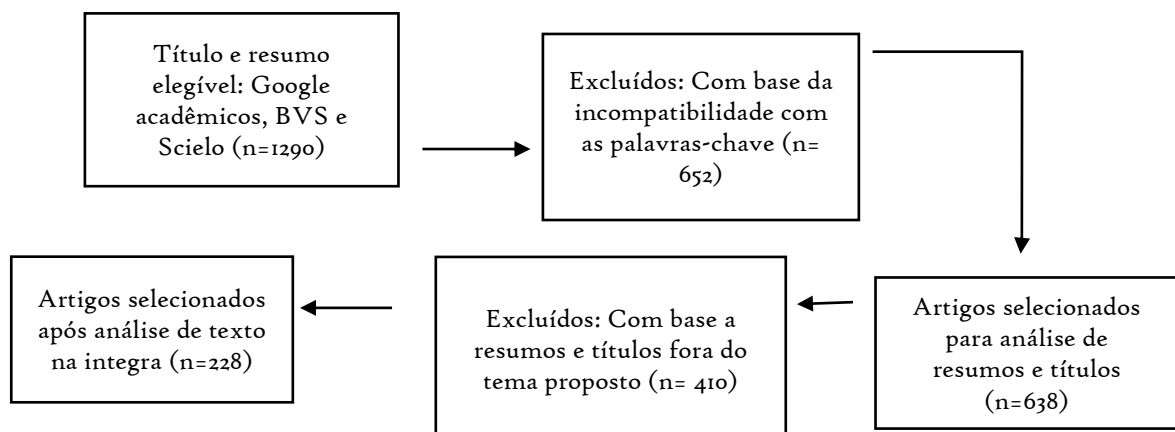 Título e resumo
elegível: Google
acadêmicos, BVS e
Scielo (n=1290)
Excluídos: Com base da
incompatibilidade com
as palavras-chave (n=
652)
Artigos selecionados
para análise de
resumos e títulos
(n=638)
Excluídos: Com base a
resumos e títulos fora do
tema proposto (n= 410)
Artigos selecionados
após análise de texto
na integra (n=228)